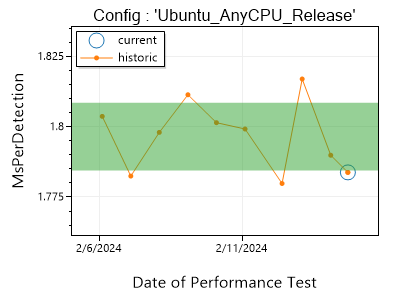 Config : 'Ubuntu_AnyCPU_Release'
current
historic
1.825
1.8
1.775
MsPerDetection
2/6/2024
2/11/2024
Date of Performance Test